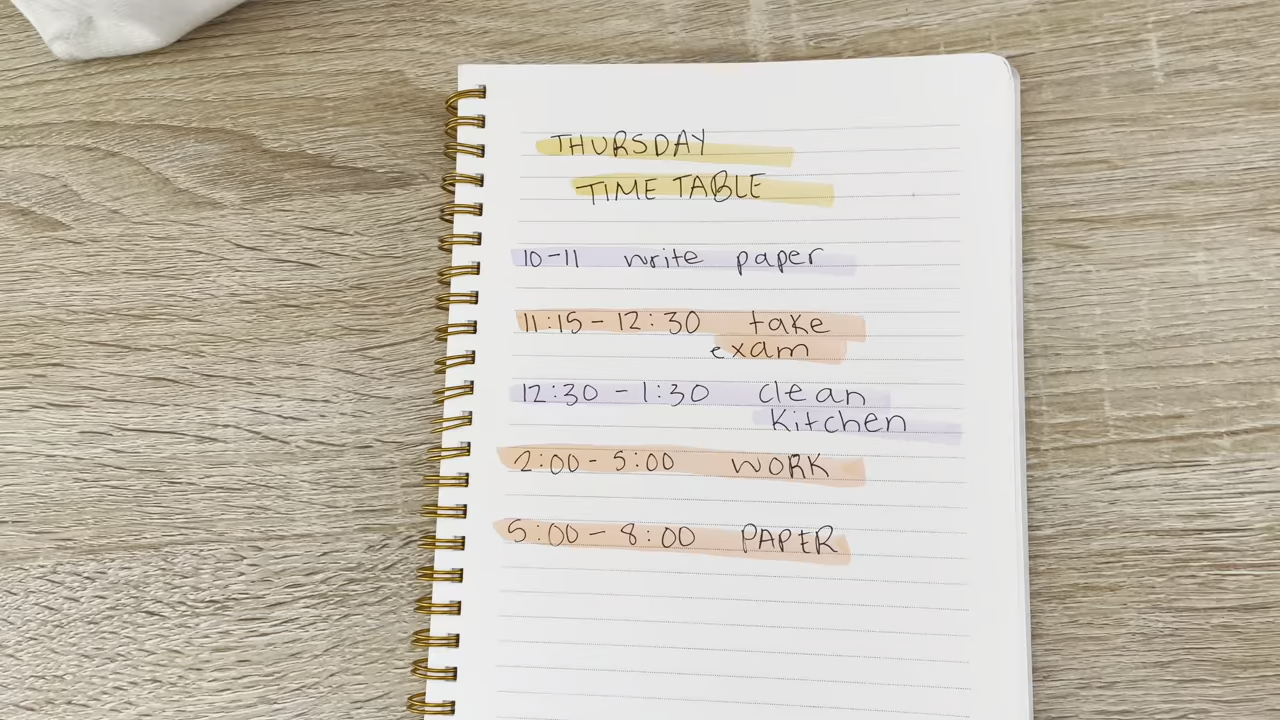 THURSDAY
TIME TABLE
10-11 write paper
11:15-12:30 take
exam
12:30-1:30 clean
Kitchen
2:00-5:00 WORK
5:00-8:00 PAPER